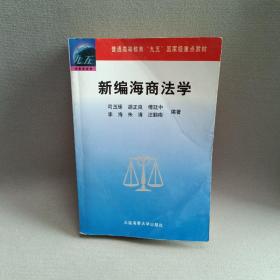 普通高等教育“九五”国家级重点教材
九五
新编海商法学
司玉琢 胡正良 傅廷中
李海 朱清 汪鹏南 编著
大连海事大学出版社